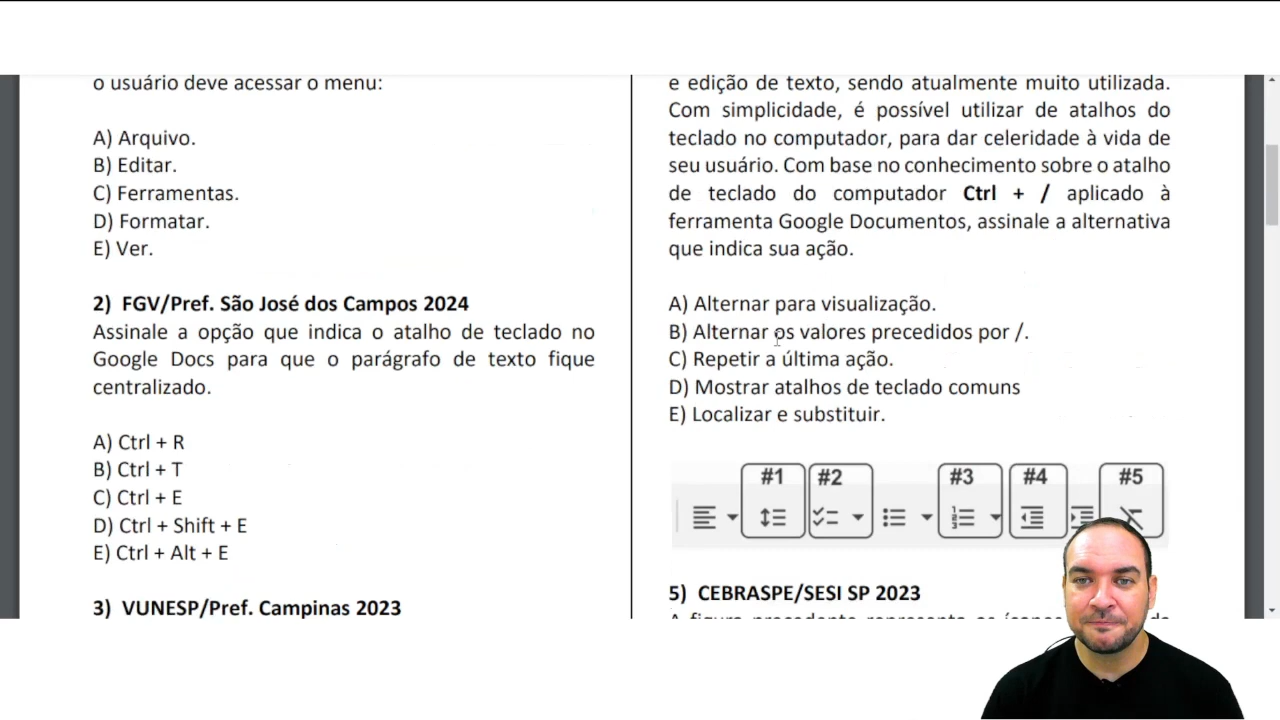 o usuário deve acessar o menu:
A) Arquivo.
B) Editar.
C) Ferramentas.
D) Formatar.
E) Ver.
2) FGV/Pref. São José dos Campos 2024
Assinale a opção que indica o atalho de teclado no
Google Docs para que o parágrafo de texto fique
centralizado.
A) Ctrl + R
B) Ctrl + T
C) Ctrl + E
D) Ctrl + Shift + E
E) Ctrl + Alt + E
3) VUNESP/Pref. Campinas 2023
e edição de texto, sendo atualmente muito utilizada.
Com simplicidade, é possível utilizar de atalhos do
teclado no computador, para dar celeridade à vida de
seu usuário. Com base no conhecimento sobre o atalho
de teclado do computador Ctrl + / aplicado à
ferramenta Google Documentos, assinale a alternativa
que indica sua ação.
A) Alternar para visualização.
B) Alternar os valores precedidos por /.
C) Repetir a última ação.
D) Mostrar atalhos de teclado comuns
E) Localizar e substituir.
#1 #2 #3 #4 #5
5) CEBRASPE/SESI SP 2023